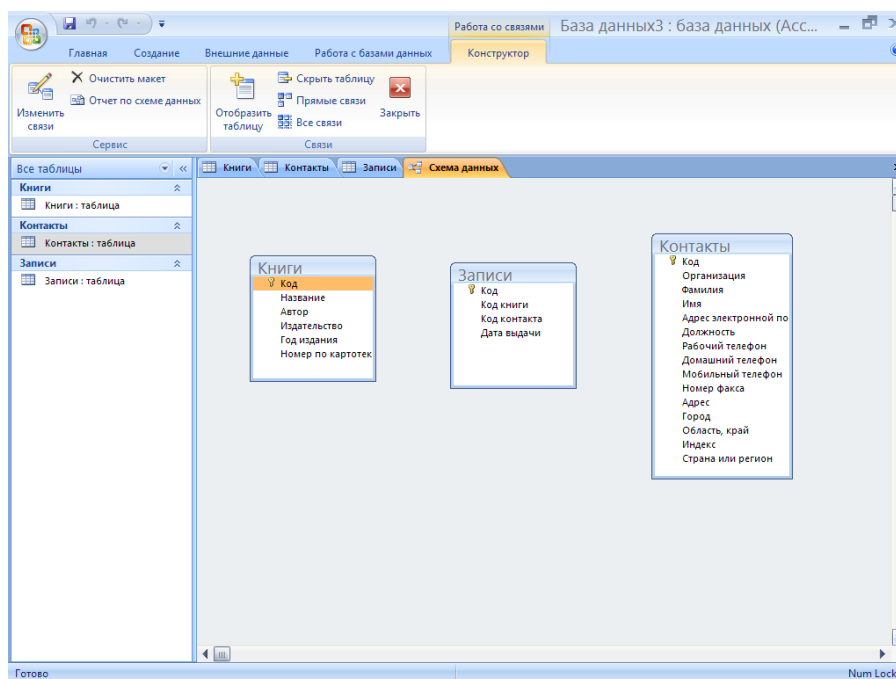 Работа со связями
База данных3 : база данных (Acc...
Главная
Создание
Внешние данные
Работа с базами данных
Конструктор
Изменить связи
Очистить макет
Отчет по схеме данных
Сервис
Отобразить таблицу
Скрыть таблицу
Прямые связи
Все связи
Закрыть
Связи
Все таблицы
Книги
Книги : таблица
Контакты
Контакты : таблица
Записи
Записи : таблица
Книги
Контакты
Записи
Схема данных
Книги
Код
Название
Автор
Издательство
Год издания
Номер по картотек
Записи
Код
Код книги
Код контакта
Дата выдачи
Контакты
Код
Организация
Фамилия
Имя
Адрес электронной по
Должность
Рабочий телефон
Домашний телефон
Мобильный телефон
Номер факса
Адрес
Город
Область, край
Индекс
Страна или регион
Готово
Num Lock